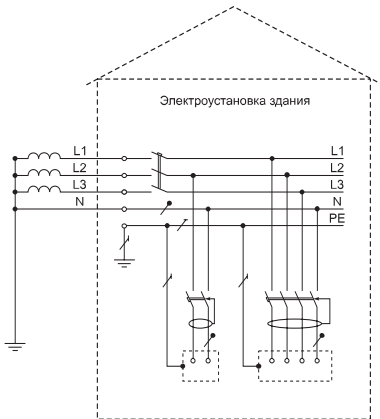 Электроустановка здания
L1 L1
L2 L2
L3 L3
N N
PE